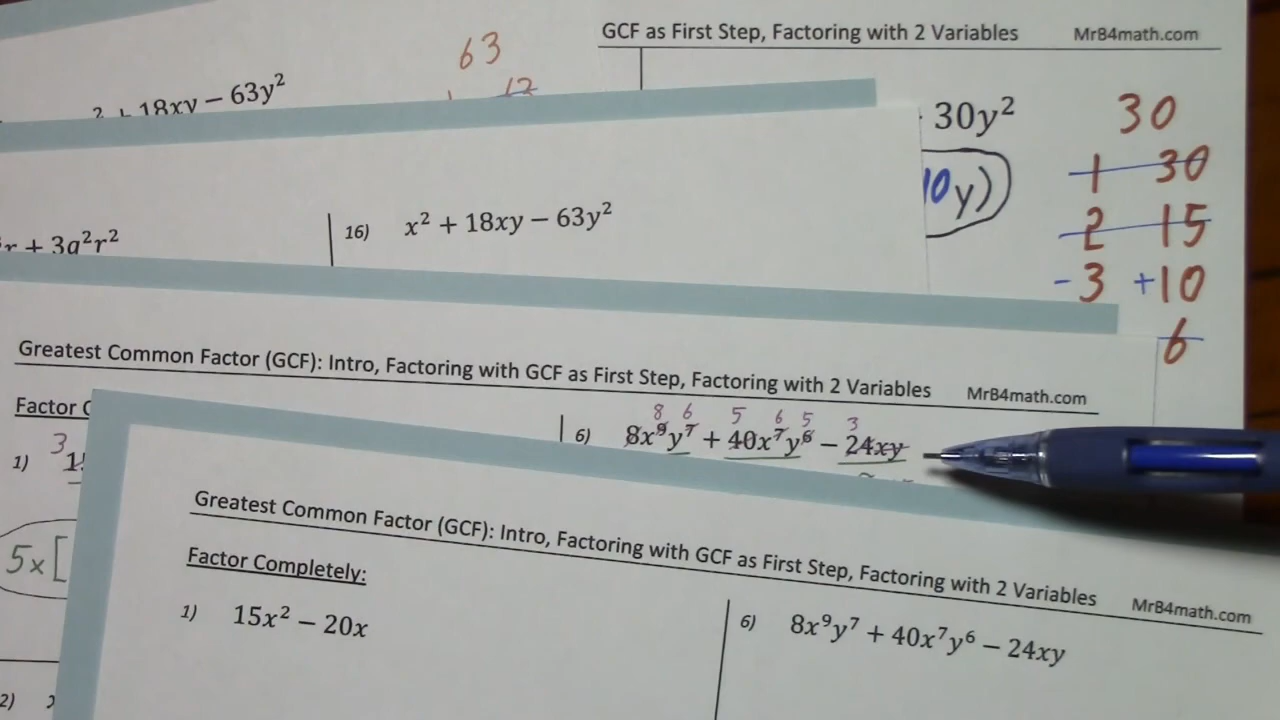 GCF as First Step, Factoring with 2 Variables MrB4math.com
63
+ 18xy − 63y²
30y²
30
1 30
2 15
-3 +10
6
10y)
16) x² + 18xy − 63y²
r + 3q²r²
Greatest Common Factor (GCF): Intro, Factoring with GCF as First Step, Factoring with 2 Variables MrB4math.com
Factor
8 6 5 6 5 3
6) 8x⁹y⁷ + 40x⁷y⁶ − 24xy
3
1)
5x[
2)
Greatest Common Factor (GCF): Intro, Factoring with GCF as First Step, Factoring with 2 Variables MrB4math.com
Factor Completely:
1) 15x² − 20x
6) 8x⁹y⁷ + 40x⁷y⁶ − 24xy